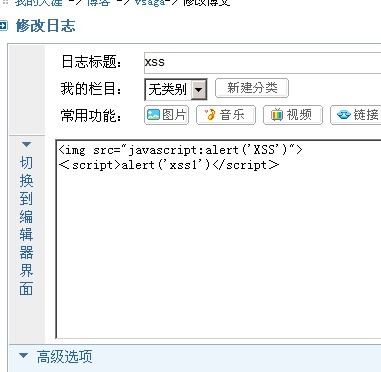 我的天涯 -> 博客 -> vsaga-> 修改博文
修改日志
日志标题： xss
我的栏目： 无类别 新建分类
常用功能： 图片 音乐 视频 链接
切换到编辑器界面
<img src="javascript:alert('XSS')">
＜script>alert('xss1')</script＞
高级选项